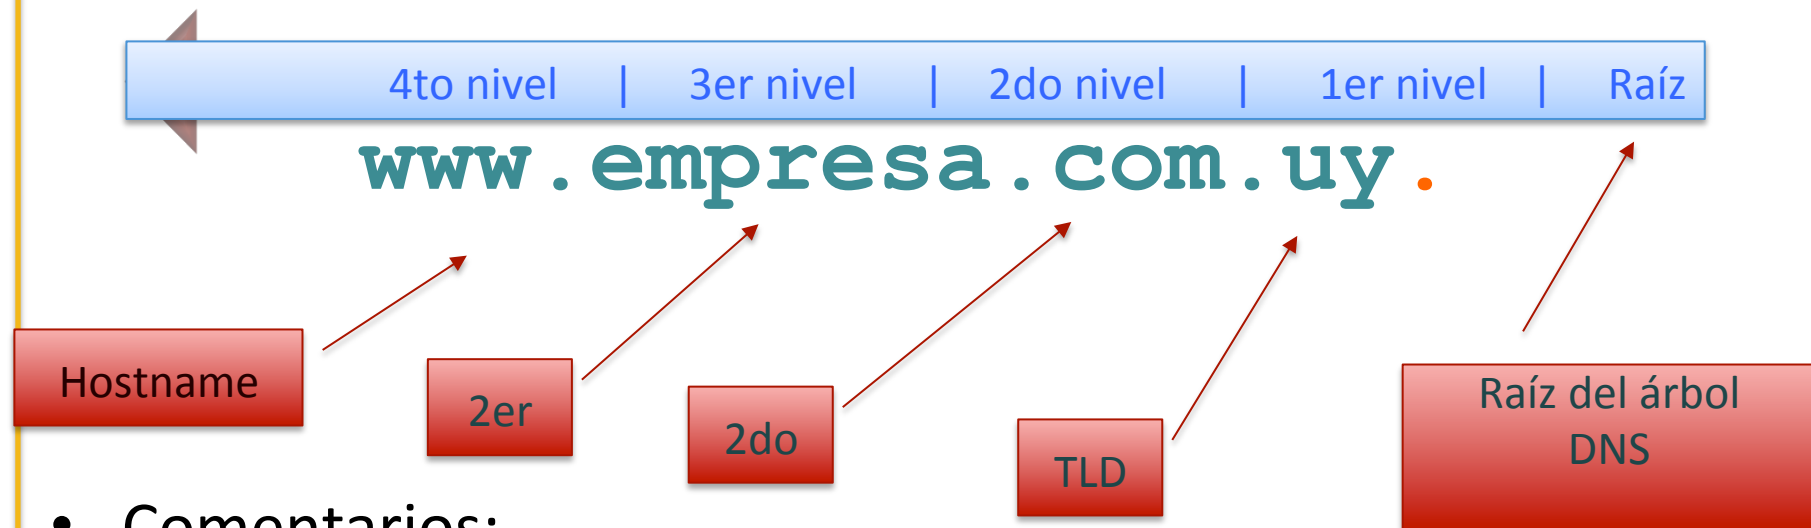 4to nivel | 3er nivel | 2do nivel | 1er nivel | Raíz
www.empresa.com.uy.
Hostname
2er
2do
TLD
Raíz del árbol
DNS
• Comentarios: